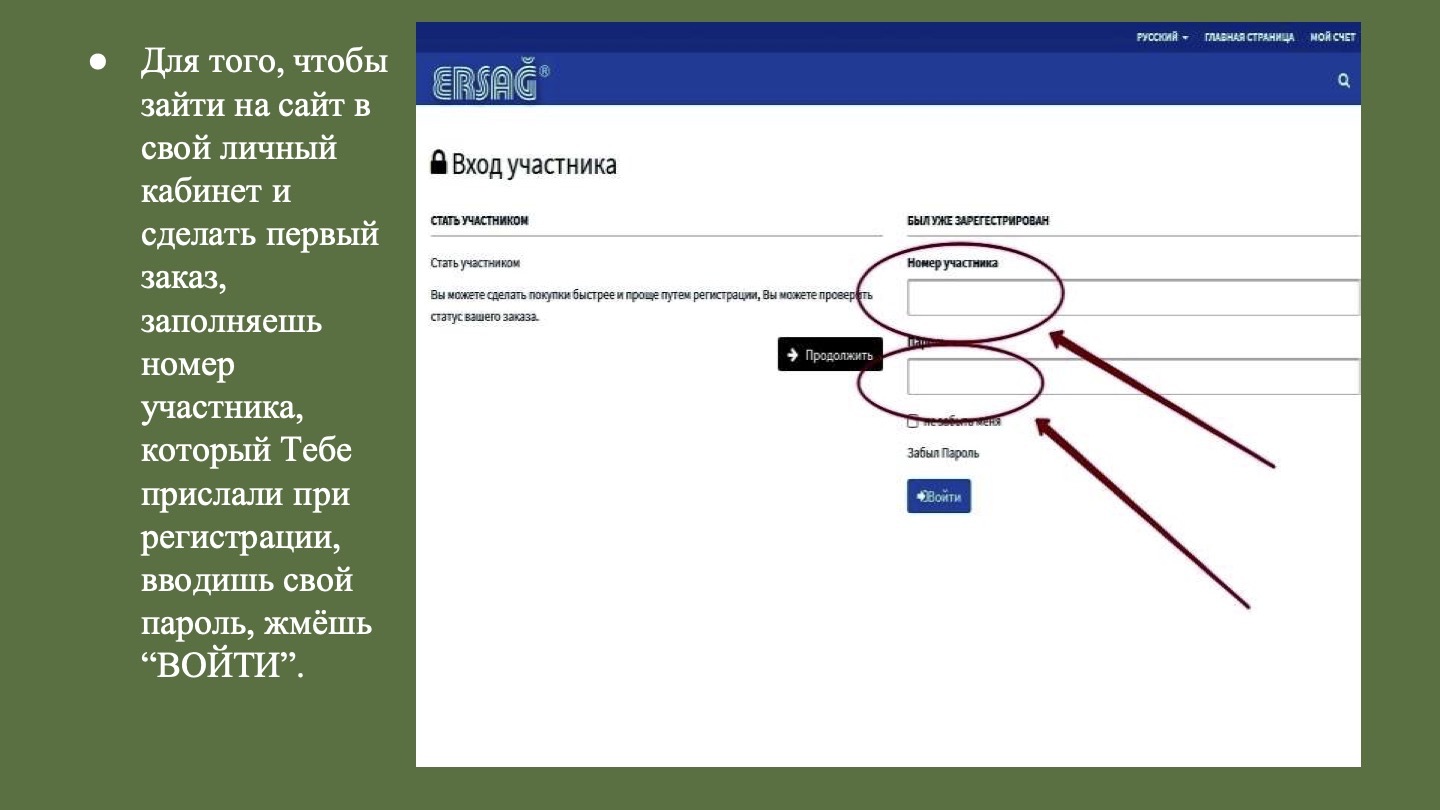 ● Для того, чтобы
зайти на сайт в
свой личный
кабинет и
сделать первый
заказ,
заполняешь
номер
участника,
который Тебе
прислали при
регистрации,
вводишь свой
пароль, жмёшь
“ВОЙТИ”.
РУССКИЙ ГЛАВНАЯ СТРАНИЦА МОЙ СЧЕТ
ERSAĞ®
Вход участника
СТАТЬ УЧАСТНИКОМ
Стать участником
Вы можете сделать покупки быстрее и проще путем регистрации, Вы можете проверить
статус вашего заказа.
Продолжить
БЫЛ УЖЕ ЗАРЕГЕСТРИРОВАН
Номер участника
не забыть меня
Забыл Пароль
Войти